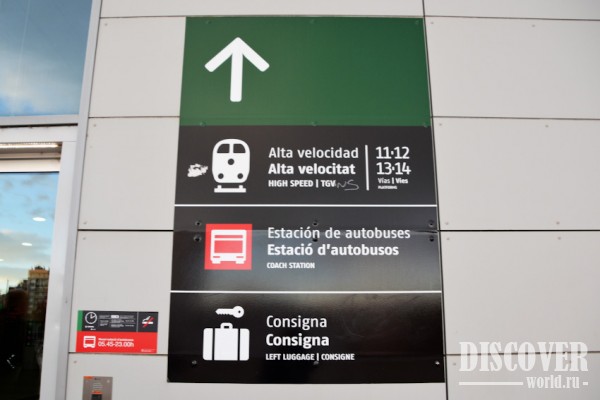 Alta velocidad
Alta velocitat
HIGH SPEED | TGV
11·12
13·14
Vías | Vies
Estación de autobuses
Estació d'autobusos
COACH STATION
Consigna
Consigna
LEFT LUGGAGE | CONSIGNE
05.45-23.00h
DISCOVER
world.ru